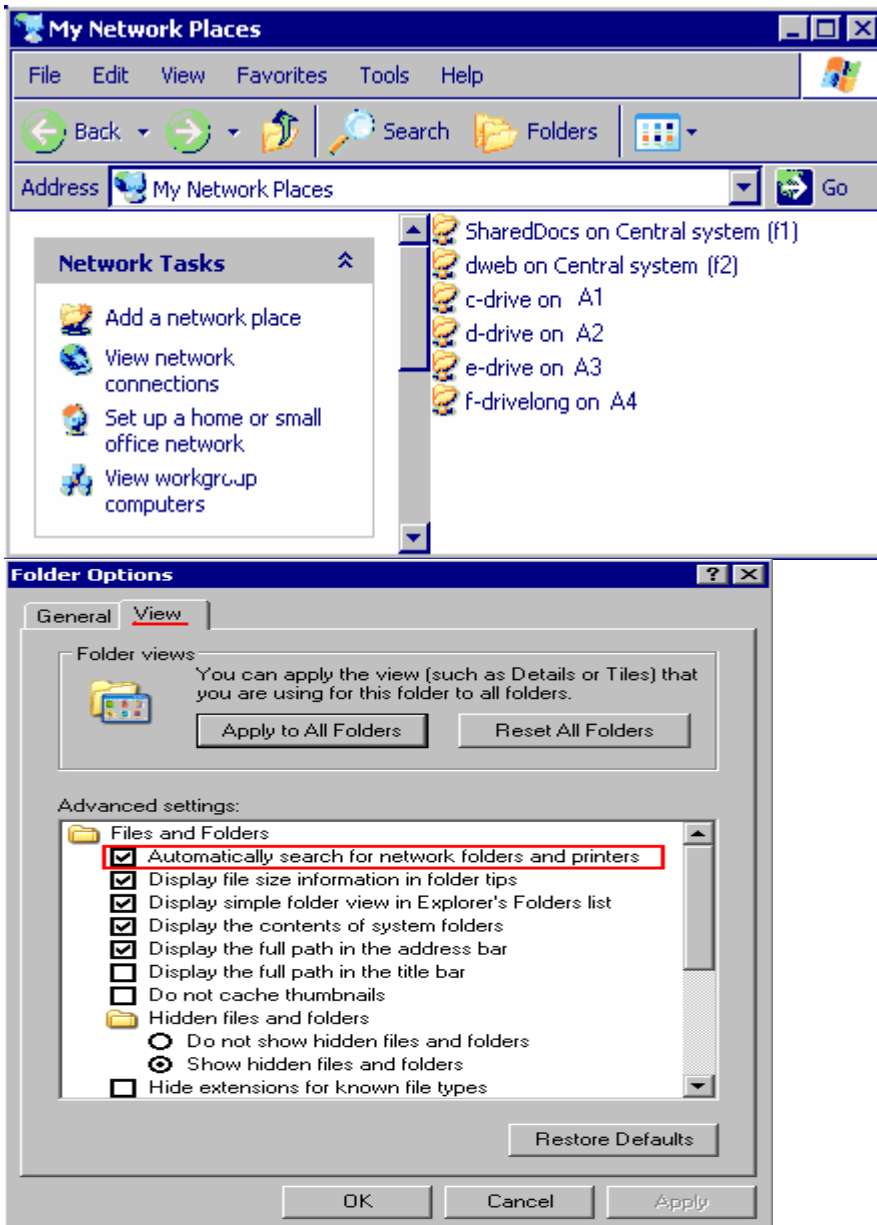 My Network Places
File Edit View Favorites Tools Help
Back Search Folders
Address My Network Places Go
Network Tasks
Add a network place
View network
connections
Set up a home or small
office network
View workgroup
computers
SharedDocs on Central system (f1)
dweb on Central system (f2)
c-drive on A1
d-drive on A2
e-drive on A3
f-drivelong on A4
Folder Options
General View
Folder views
You can apply the view (such as Details or Tiles) that
you are using for this folder to all folders.
Apply to All Folders Reset All Folders
Advanced settings:
Files and Folders
Automatically search for network folders and printers
Display file size information in folder tips
Display simple folder view in Explorer's Folders list
Display the contents of system folders
Display the full path in the address bar
Display the full path in the title bar
Do not cache thumbnails
Hidden files and folders
Do not show hidden files and folders
Show hidden files and folders
Hide extensions for known file types
Restore Defaults
OK Cancel Apply